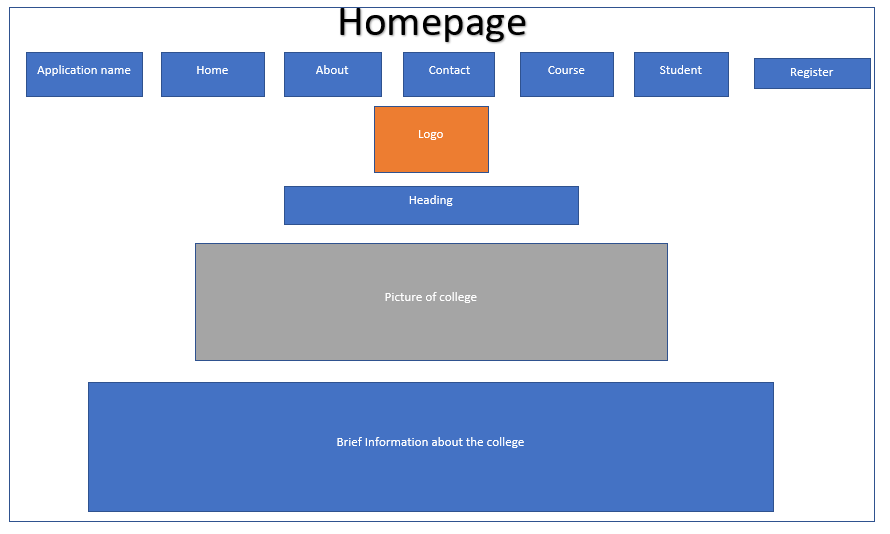 Homepage
Application name
Home
About
Contact
Course
Student
Register
Logo
Heading
Picture of college
Brief Information about the college